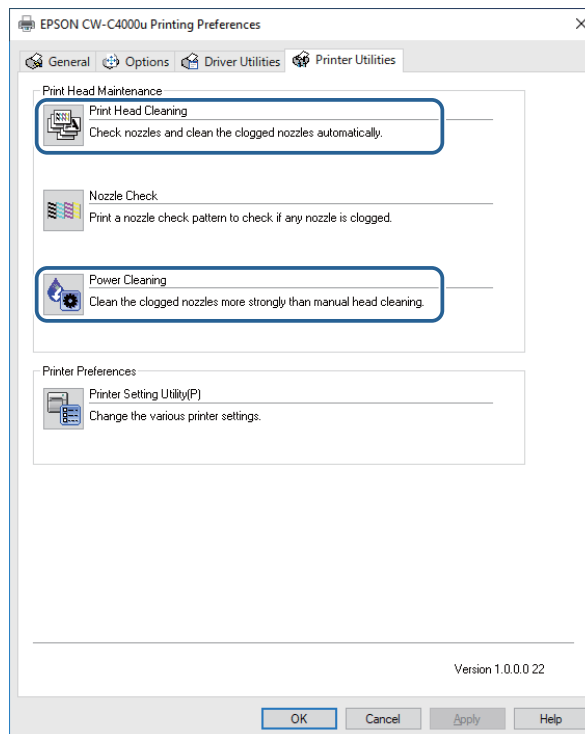 EPSON CW-C4000u Printing Preferences
General Options Driver Utilities Printer Utilities
Print Head Maintenance
Print Head Cleaning
Check nozzles and clean the clogged nozzles automatically.
Nozzle Check
Print a nozzle check pattern to check if any nozzle is clogged.
Power Cleaning
Clean the clogged nozzles more strongly than manual head cleaning.
Printer Preferences
Printer Setting Utility(P)
Change the various printer settings.
Version 1.0.0.0 22
OK Cancel Apply Help